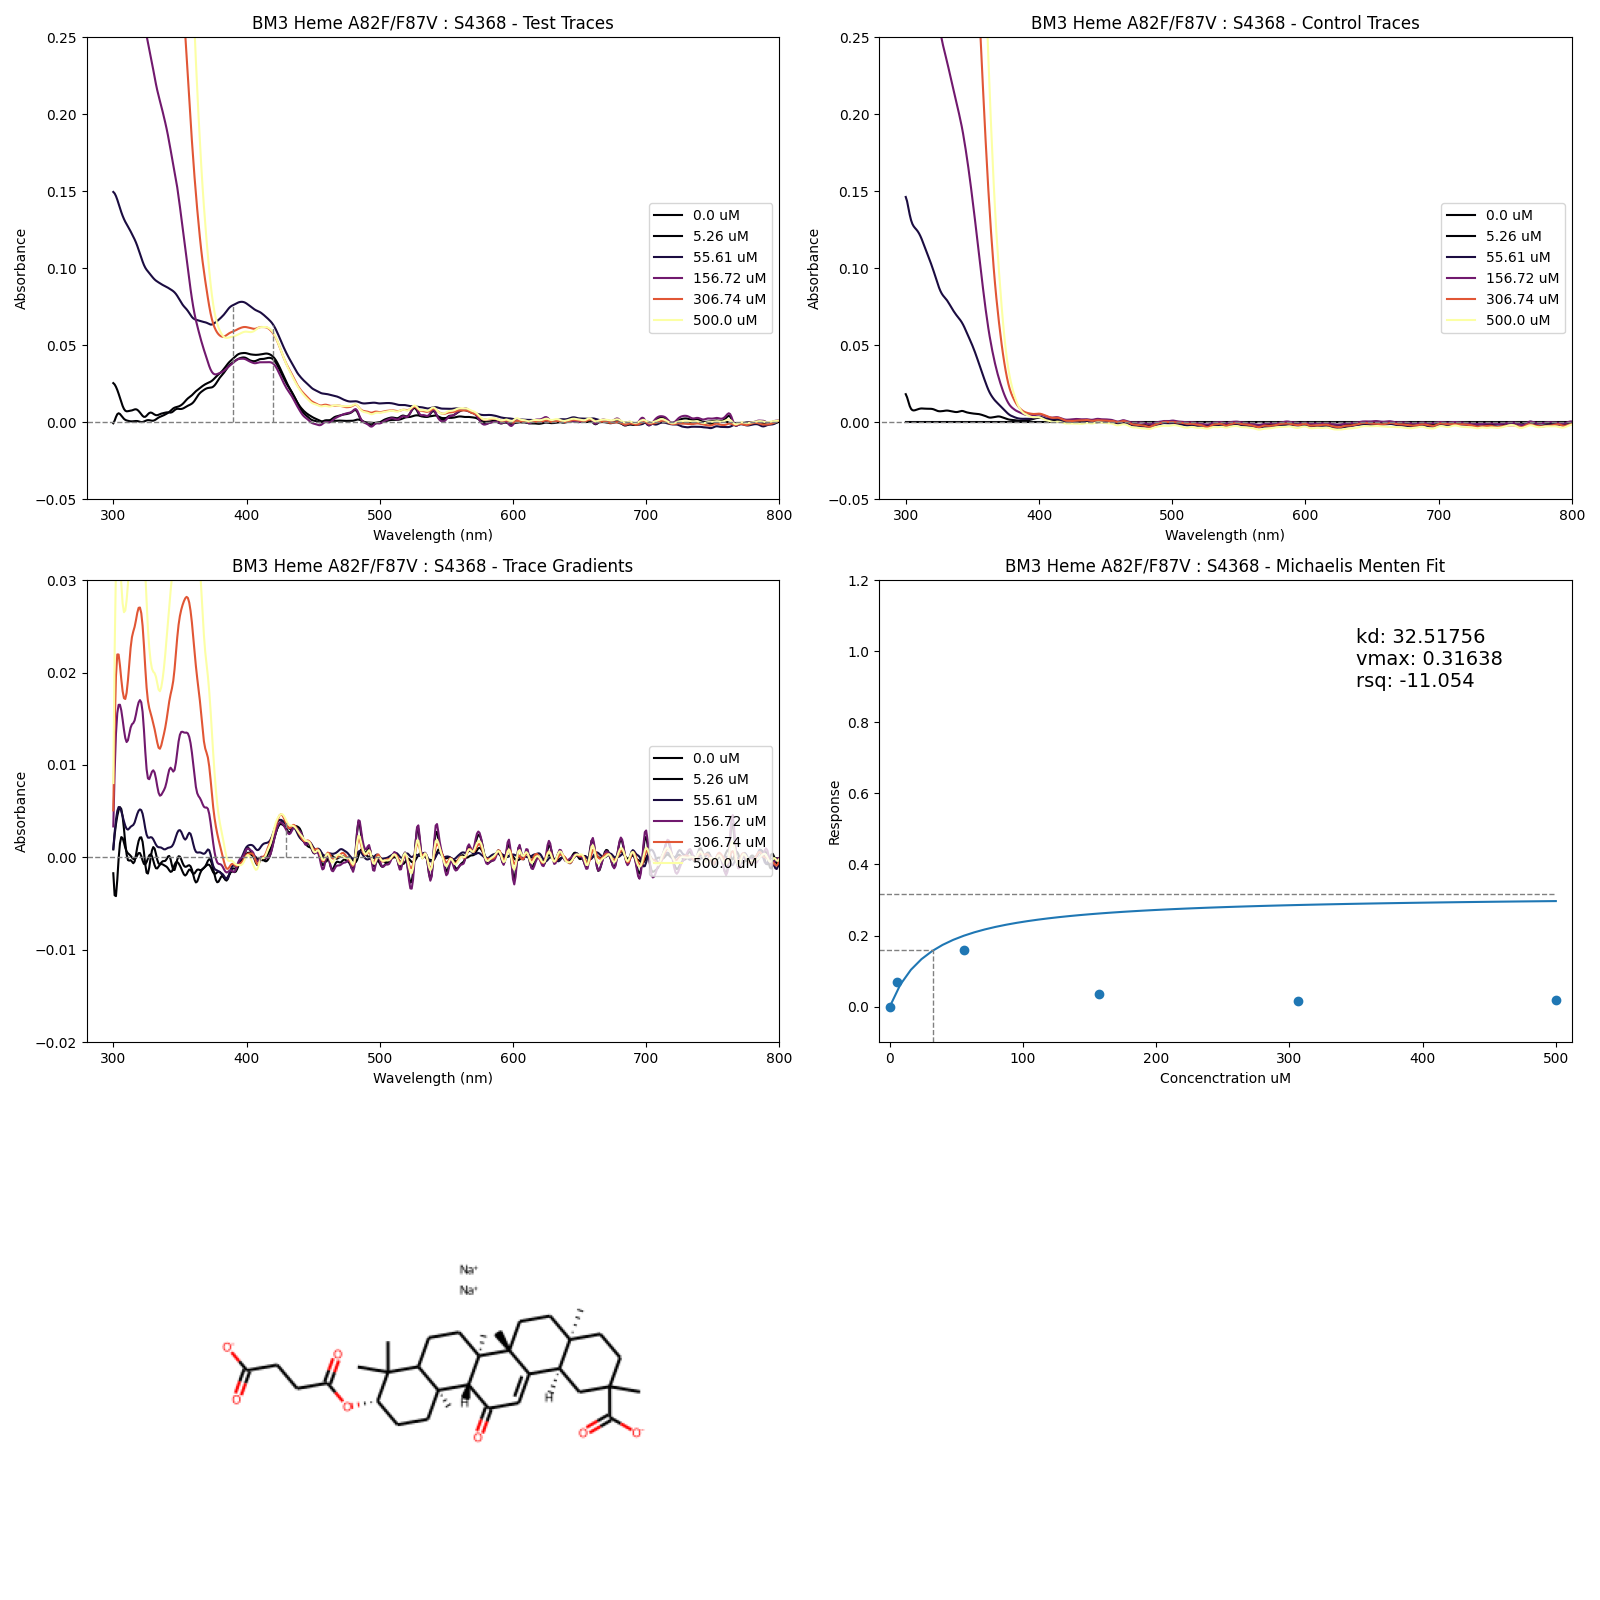 BM3 Heme A82F/F87V : S4368 - Test Traces
0.25
0.20
0.15
0.10
0.05
0.00
−0.05
Absorbance
300
400
500
600
700
800
Wavelength (nm)
0.0 uM
5.26 uM
55.61 uM
156.72 uM
306.74 uM
500.0 uM
BM3 Heme A82F/F87V : S4368 - Control Traces
0.25
0.20
0.15
0.10
0.05
0.00
−0.05
Absorbance
300
400
500
600
700
800
Wavelength (nm)
0.0 uM
5.26 uM
55.61 uM
156.72 uM
306.74 uM
500.0 uM
BM3 Heme A82F/F87V : S4368 - Trace Gradients
0.03
0.02
0.01
0.00
−0.01
−0.02
Absorbance
300
400
500
600
700
800
Wavelength (nm)
0.0 uM
5.26 uM
55.61 uM
156.72 uM
306.74 uM
500.0 uM
BM3 Heme A82F/F87V : S4368 - Michaelis Menten Fit
kd: 32.51756
vmax: 0.31638
rsq: -11.054
1.2
1.0
0.8
0.6
0.4
0.2
0.0
Response
0
100
200
300
400
500
Concenctration uM
Na⁺
Na⁺
O⁻
O
O
O
H
O
H
O
O⁻